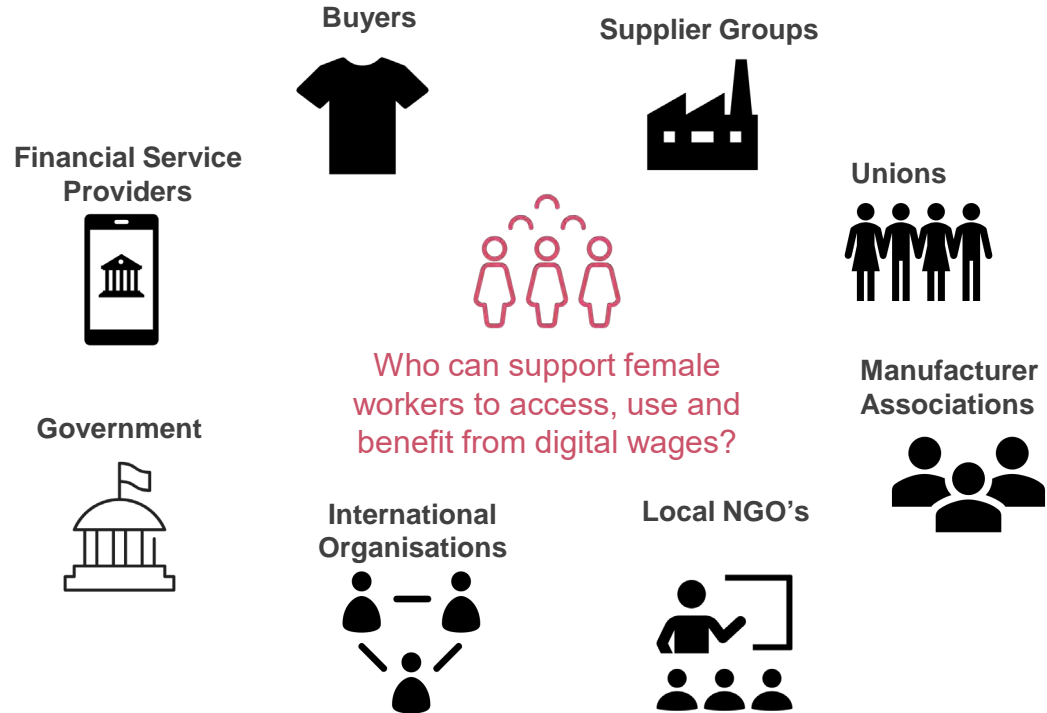 Buyers
Supplier Groups
Financial Service
Providers
Unions
Who can support female
workers to access, use and
benefit from digital wages?
Manufacturer
Associations
Government
International
Organisations
Local NGO's